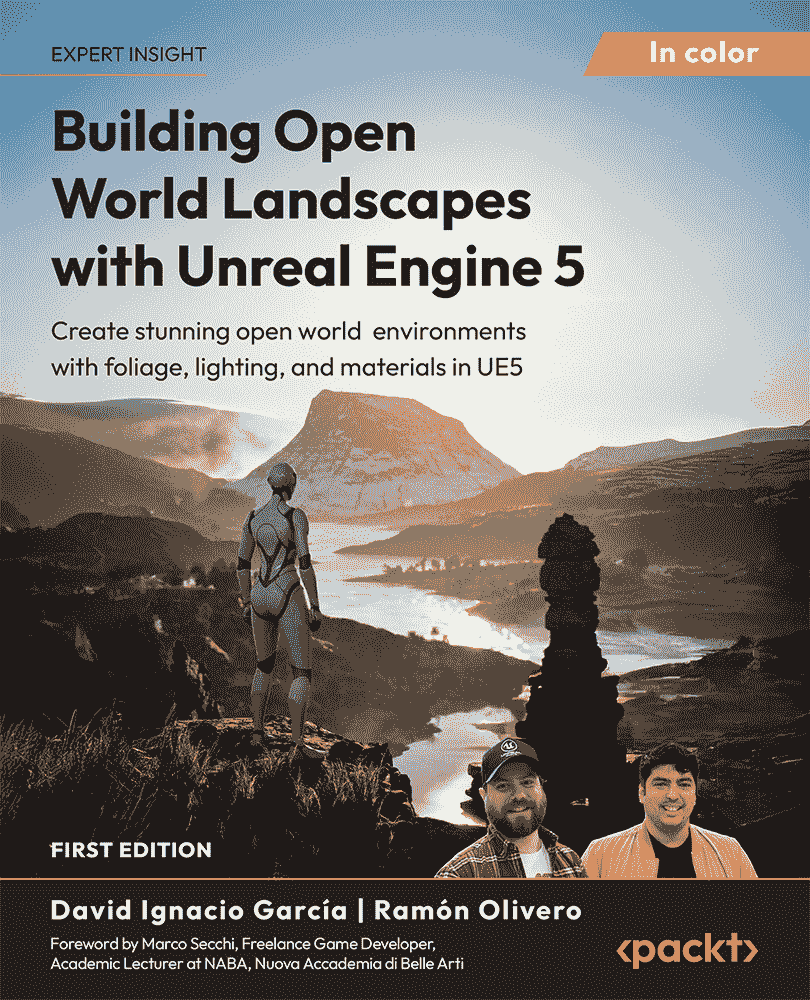 EXPERT INSIGHT
In color
Building Open
World Landscapes
with Unreal Engine 5
Create stunning open world environments
with foliage, lighting, and materials in UE5
FIRST EDITION
David Ignacio García | Ramón Olivero
Foreword by Marco Secchi, Freelance Game Developer,
Academic Lecturer at NABA, Nuova Accademia di Belle Arti
<packt>